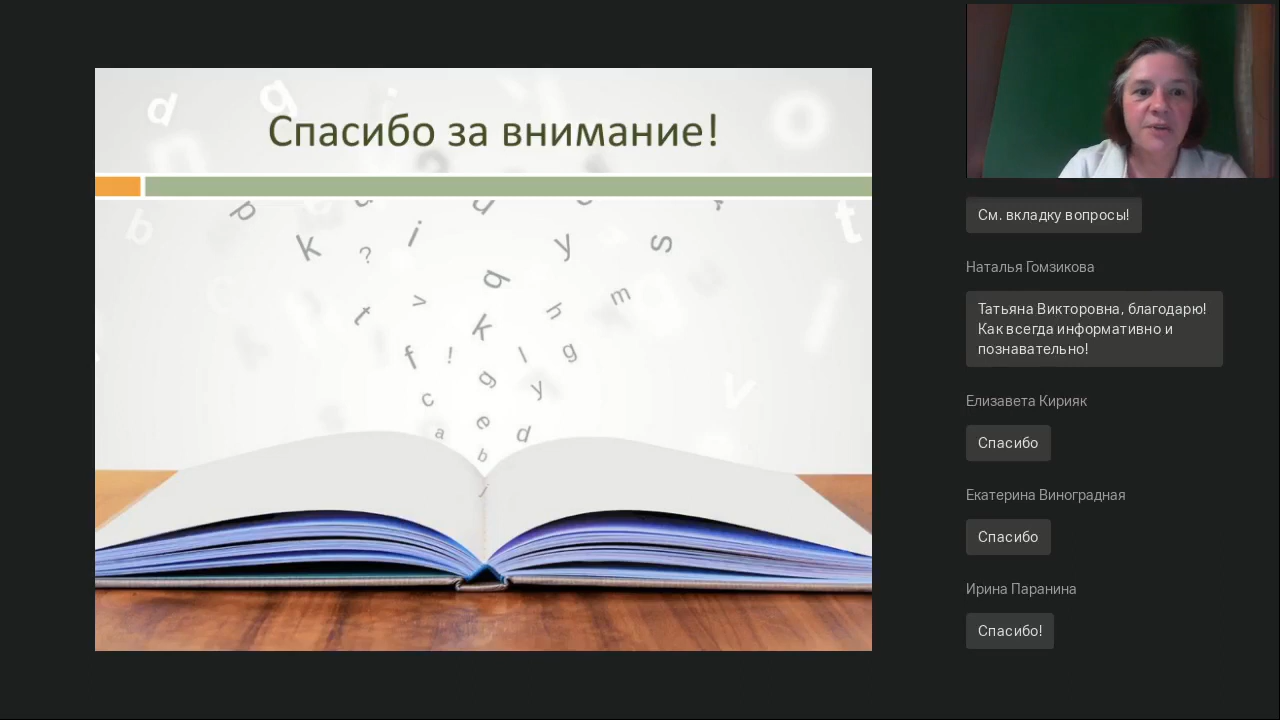 Спасибо за внимание!
См. вкладку вопросы!
Наталья Гомзикова
Татьяна Викторовна, благодарю!
Как всегда информативно и
познавательно!
Елизавета Кирияк
Спасибо
Екатерина Виноградная
Спасибо
Ирина Паранина
Спасибо!